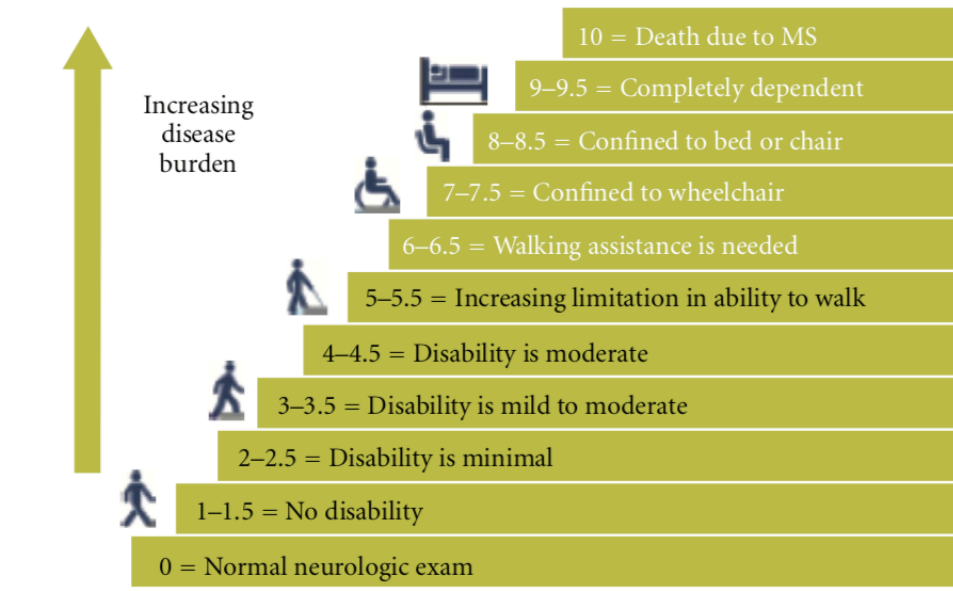 10 = Death due to MS
9–9.5 = Completely dependent
Increasing
disease
burden
8–8.5 = Confined to bed or chair
7–7.5 = Confined to wheelchair
6–6.5 = Walking assistance is needed
5–5.5 = Increasing limitation in ability to walk
4–4.5 = Disability is moderate
3–3.5 = Disability is mild to moderate
2–2.5 = Disability is minimal
1–1.5 = No disability
0 = Normal neurologic exam